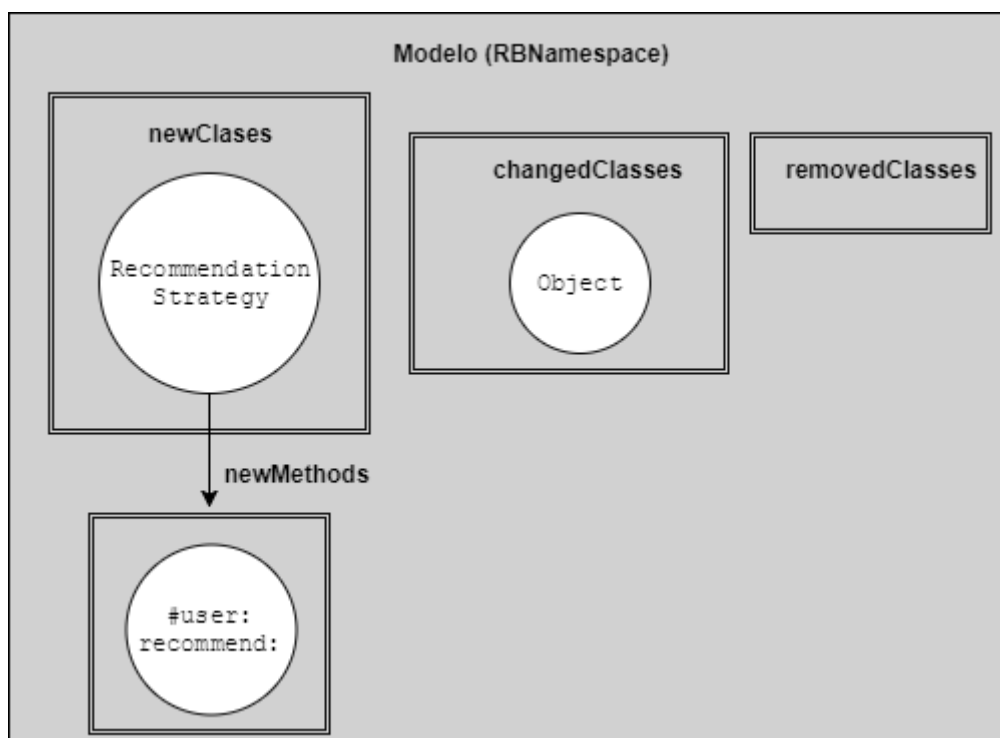 Modelo (RBNamespace)
newClases
Recommendation
Strategy
changedClasses
Object
removedClasses
newMethods
#user:
recommend: